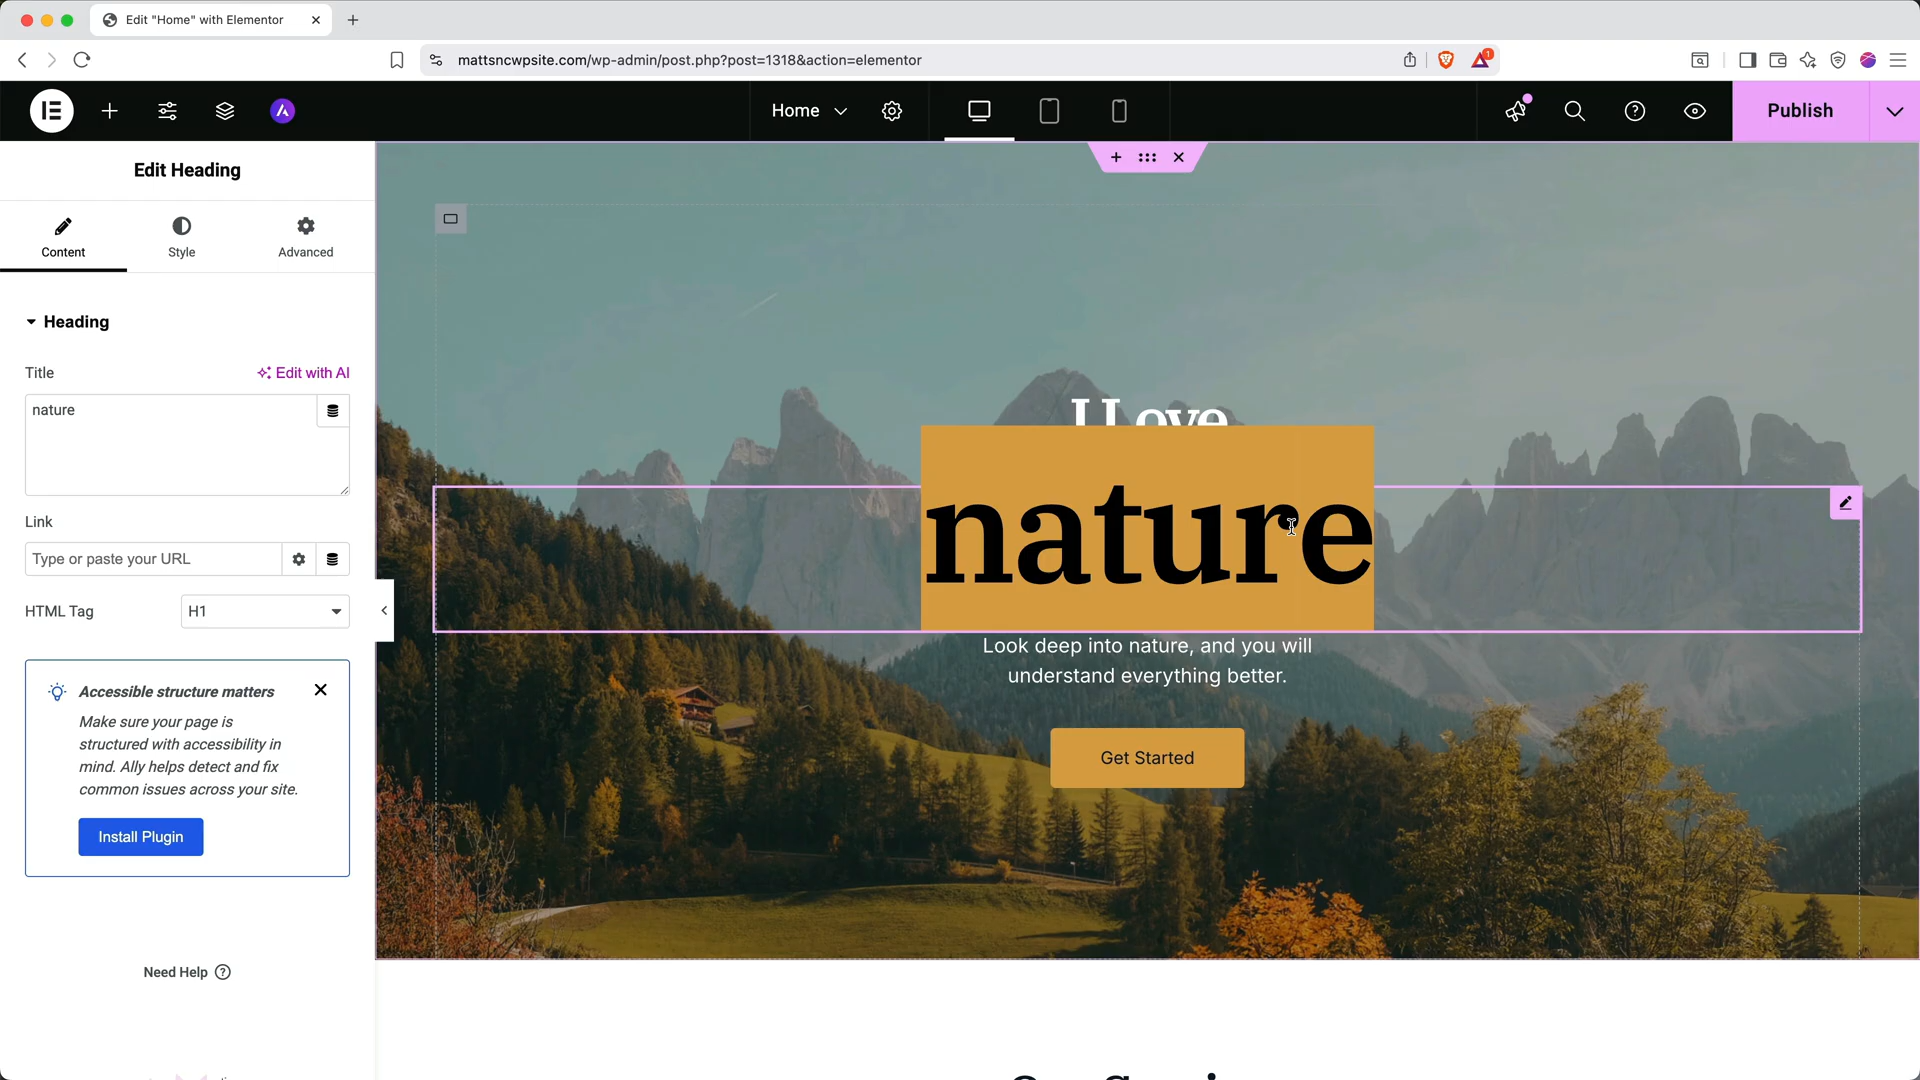 Edit "Home" with Elementor
mattsncwpsite.com/wp-admin/post.php?post=1318&action=elementor
1
Home
Publish
Edit Heading
Content
Style
Advanced
Heading
Title
Edit with AI
nature
Link
Type or paste your URL
HTML Tag
H1
Accessible structure matters
Make sure your page is
structured with accessibility in
mind. Ally helps detect and fix
common issues across your site.
Install Plugin
Need Help
I Love
nature
Look deep into nature, and you will
understand everything better.
Get Started